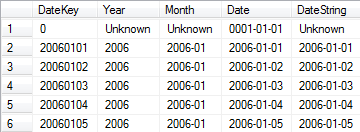 DateKey Year Month Date DateString
1 0 Unknown Unknown 0001-01-01 Unknown
2 20060101 2006 2006-01 2006-01-01 2006-01-01
3 20060102 2006 2006-01 2006-01-02 2006-01-02
4 20060103 2006 2006-01 2006-01-03 2006-01-03
5 20060104 2006 2006-01 2006-01-04 2006-01-04
6 20060105 2006 2006-01 2006-01-05 2006-01-05